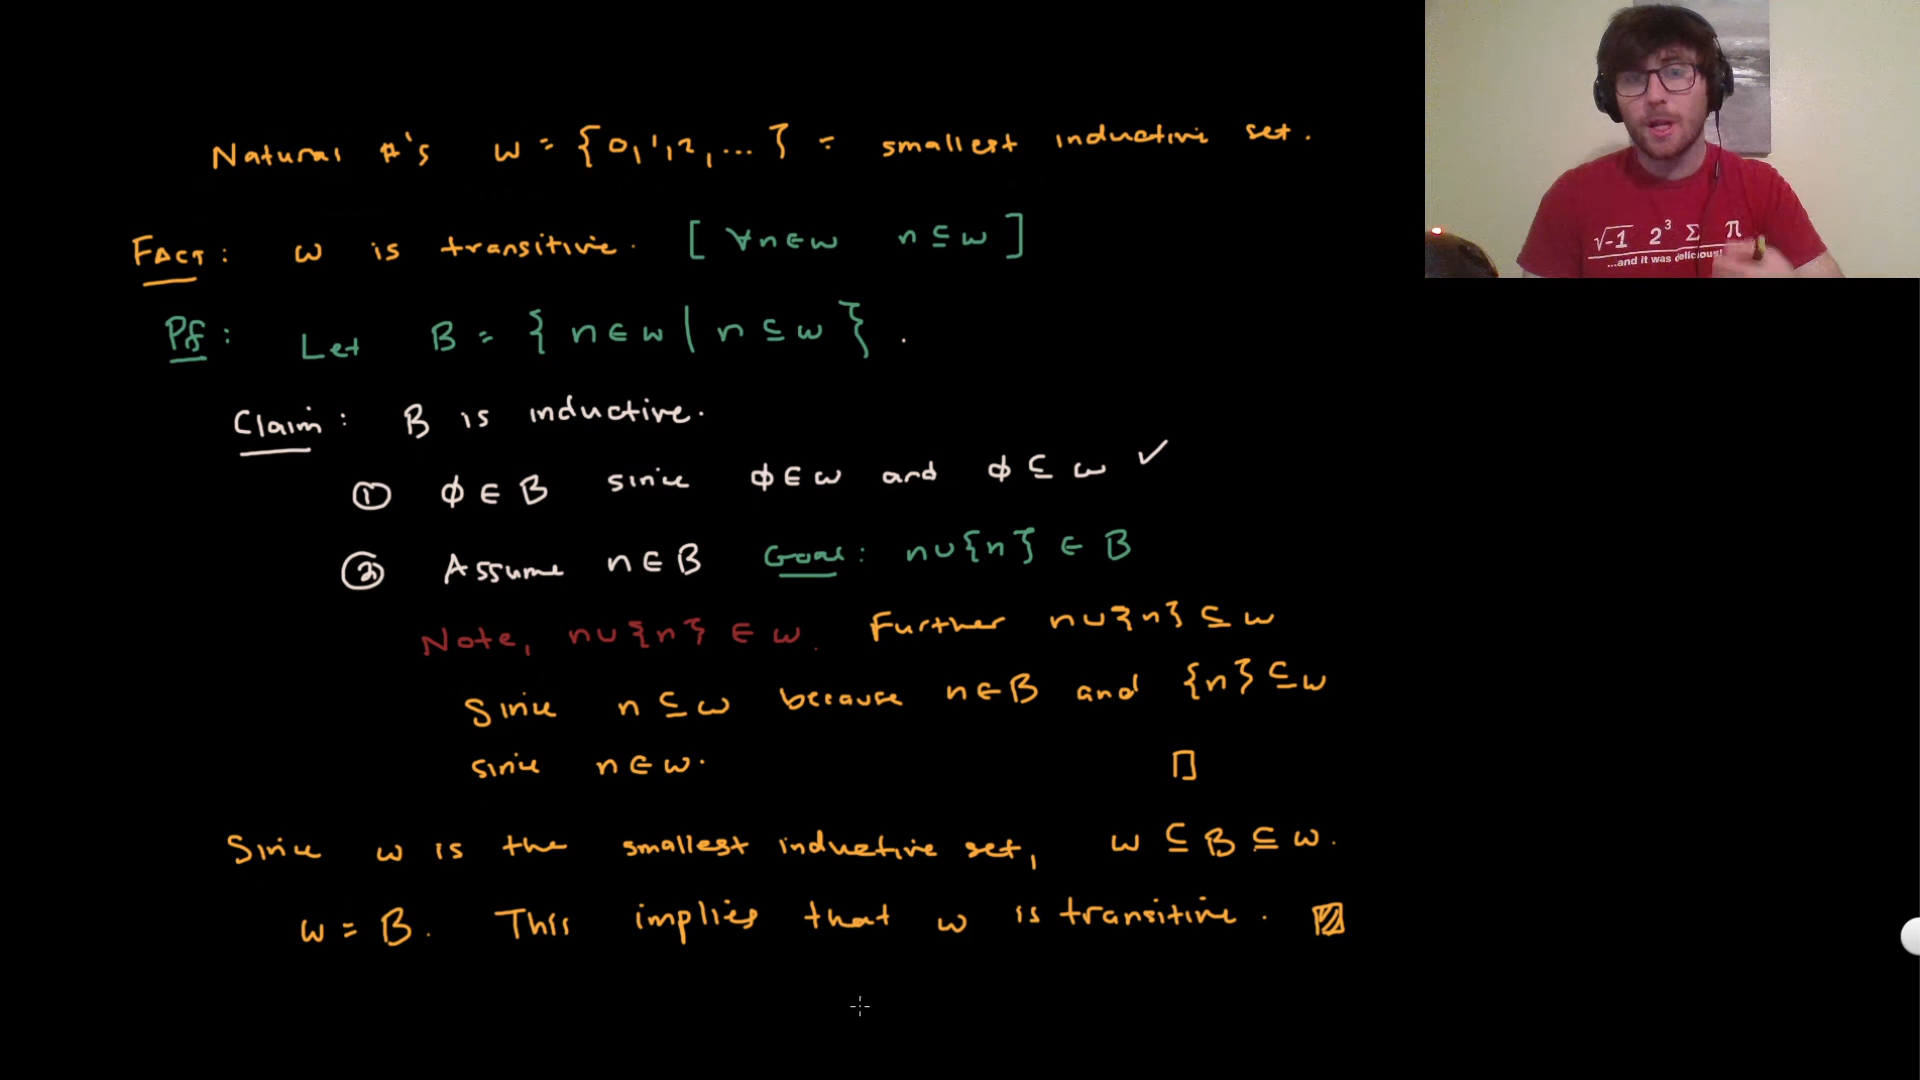 Natural #'s ω = {0,1,2,...} = smallest inductive set.
Fact: ω is transitive. [∀n∈ω n⊆ω]
Pf: Let B = {n∈ω | n⊆ω}.
Claim: B is inductive.
① ϕ∈B since ϕ∈ω and ϕ⊆ω ✓
② Assume n∈B Goal: n∪{n} ∈ B
Note, n∪{n} ∈ ω. Further n∪{n} ⊆ ω
Since n⊆ω because n∈B and {n}⊆ω
since n∈ω. □
Since ω is the smallest inductive set, ω⊆B⊆ω.
ω = B. This implies that ω is transitive. ▨
√-1 2³ Σ π
...and it was delicious!